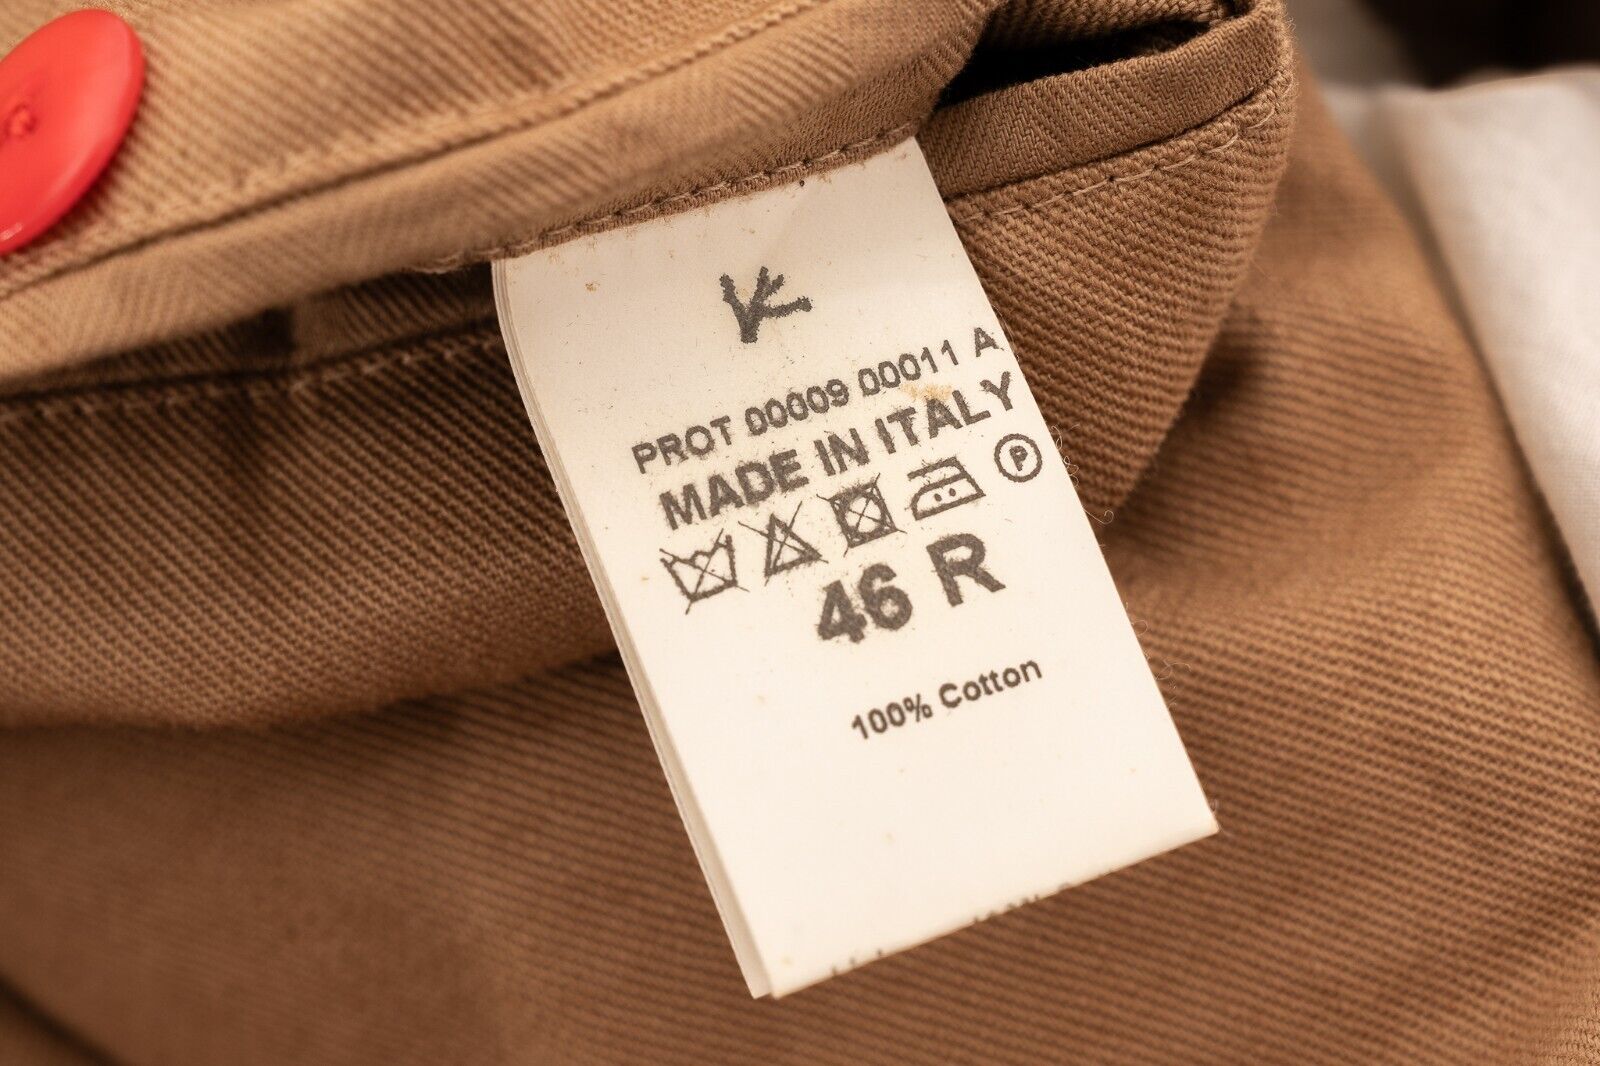 PROT 00009 00011 A
MADE IN ITALY
P
46 R
100% Cotton